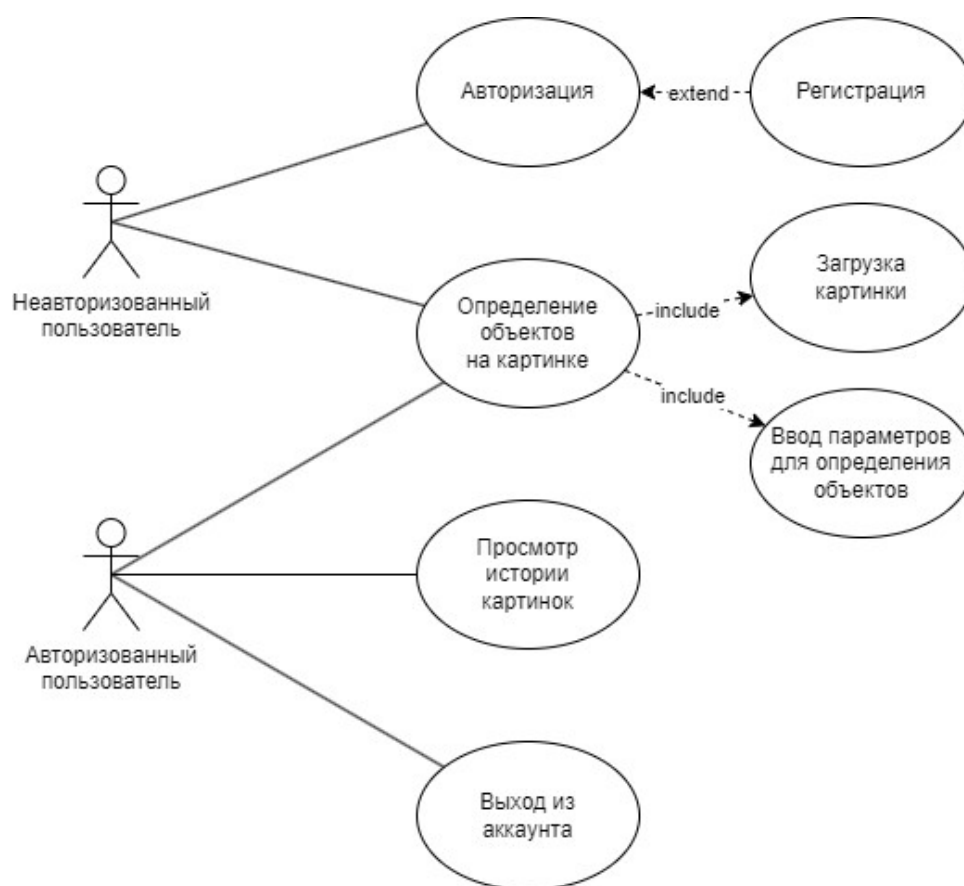 Авторизация
extend
Регистрация
Неавторизованный
пользователь
Определение
объектов
на картинке
include
Загрузка
картинки
include
Ввод параметров
для определения
объектов
Авторизованный
пользователь
Просмотр
истории
картинок
Выход из
аккаунта